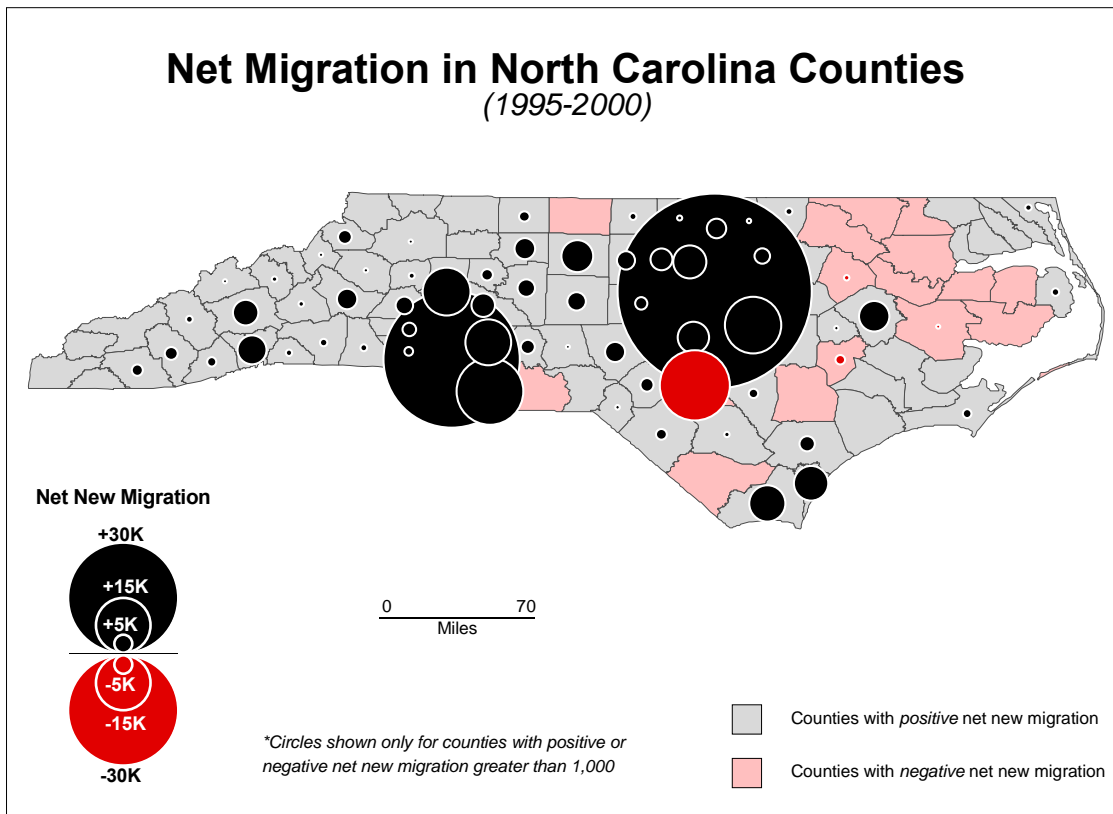 Net Migration in North Carolina Counties
(1995-2000)
Net New Migration
+30K
+15K
+5K
-5K
-15K
-30K
0 70
Miles
*Circles shown only for counties with positive or
negative net new migration greater than 1,000
Counties with positive net new migration
Counties with negative net new migration